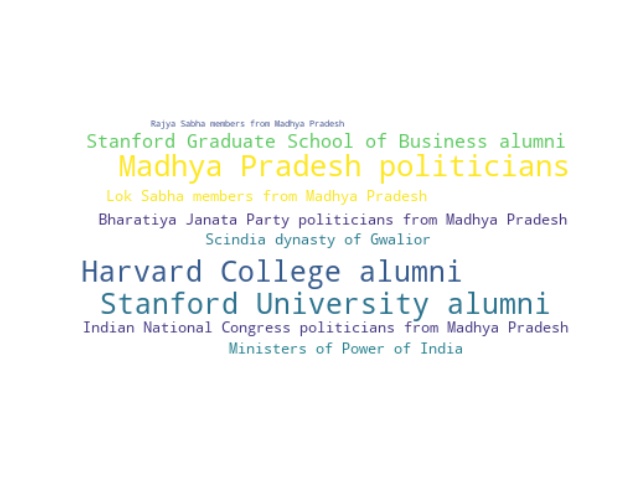 Rajya Sabha members from Madhya Pradesh
Stanford Graduate School of Business alumni
Madhya Pradesh politicians
Lok Sabha members from Madhya Pradesh
Bharatiya Janata Party politicians from Madhya Pradesh
Scindia dynasty of Gwalior
Harvard College alumni
Stanford University alumni
Indian National Congress politicians from Madhya Pradesh
Ministers of Power of India